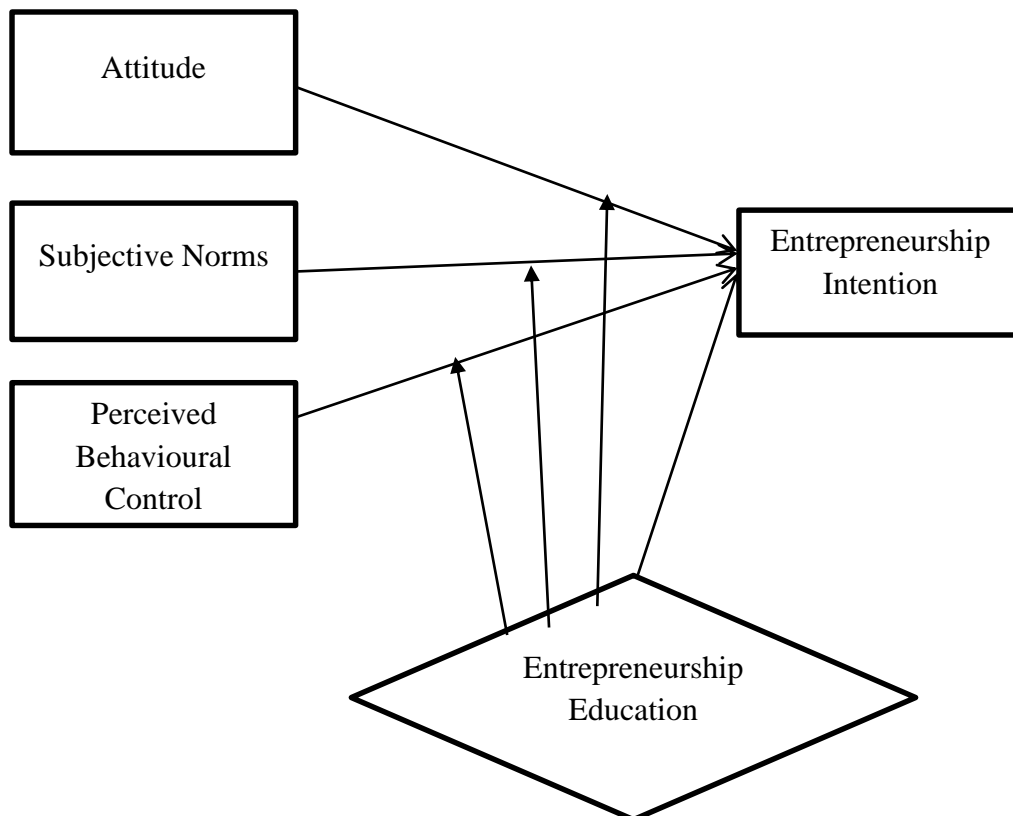 Attitude
Subjective Norms
Entrepreneurship
Intention
Perceived
Behavioural
Control
Entrepreneurship
Education